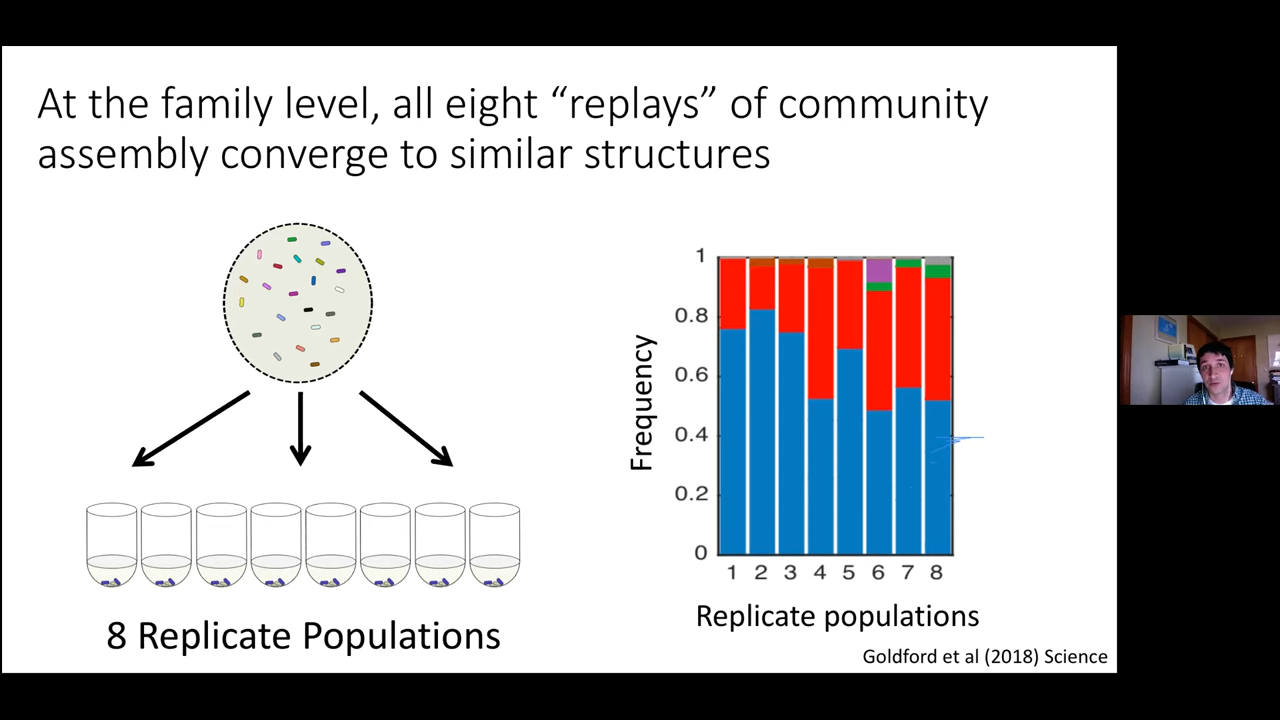 At the family level, all eight “replays” of community
assembly converge to similar structures
8 Replicate Populations
Frequency
1
0.8
0.6
0.4
0.2
0
1 2 3 4 5 6 7 8
Replicate populations
Goldford et al (2018) Science